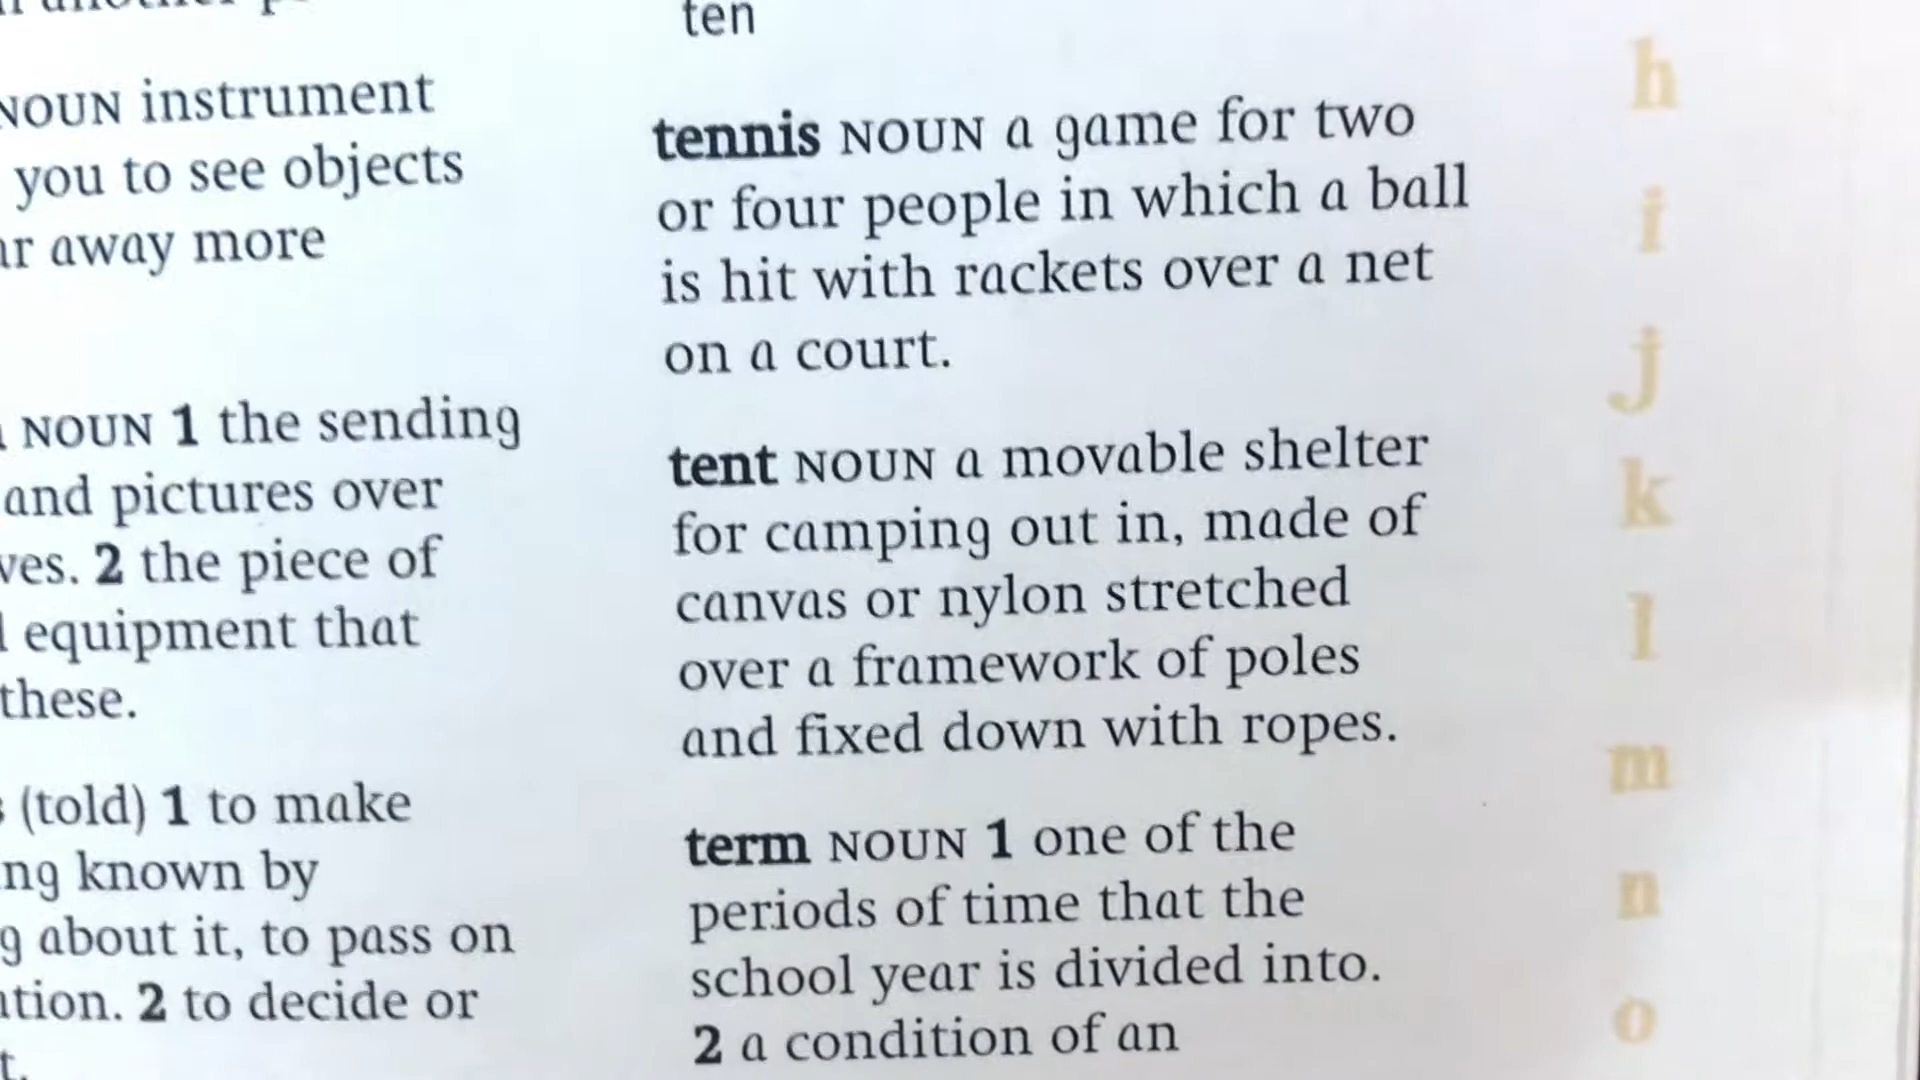 NOUN instrument
you to see objects
away more
NOUN 1 the sending
and pictures over
2 the piece of
equipment that
these.
(told) 1 to make
known by
about it, to pass on
2 to decide or
ten
tennis NOUN a game for two
or four people in which a ball
is hit with rackets over a net
on a court.
tent NOUN a movable shelter
for camping out in, made of
canvas or nylon stretched
over a framework of poles
and fixed down with ropes.
term NOUN 1 one of the
periods of time that the
school year is divided into.
2 a condition of an
h
i
j
k
l
m
n
o